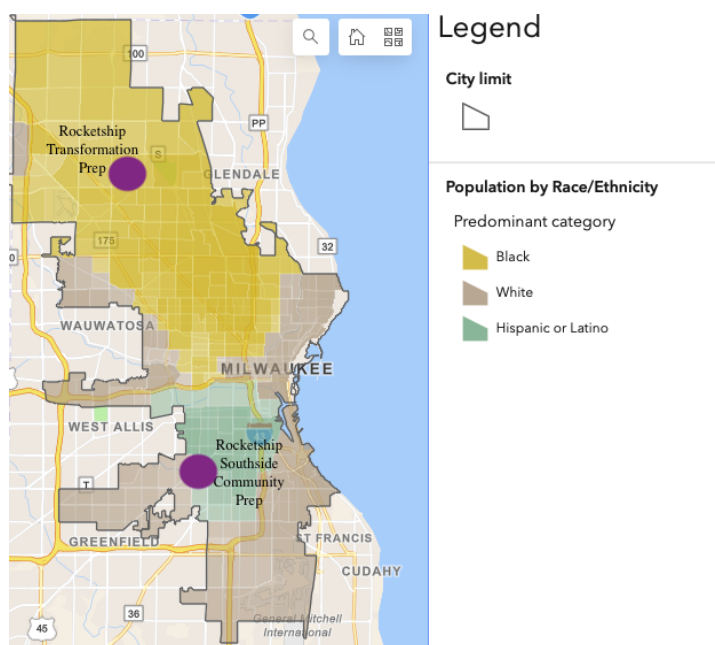 Legend
City limit
Population by Race/Ethnicity
Predominant category
Black
White
Hispanic or Latino
100
PP
Rocketship
Transformation
Prep
S
GLENDALE
175
32
0
WAUWATOSA
MILWAUKEE
WEST ALLIS
Rocketship
Southside
Community
Prep
T
GREENFIELD
ST FRANCIS
CUDAHY
36
45
General Mitchell
International